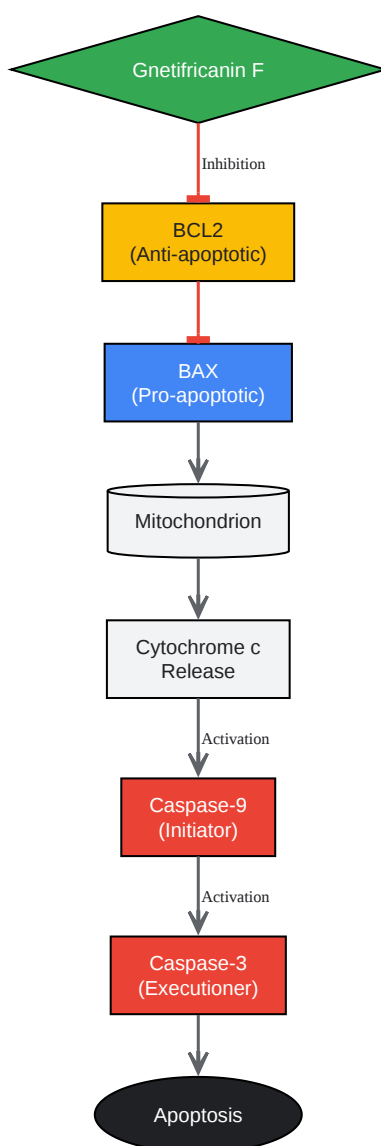 Gnetifricanin F
Inhibition
BCL2
(Anti-apoptotic)
BAX
(Pro-apoptotic)
Mitochondrion
Cytochrome c
Release
Activation
Caspase-9
(Initiator)
Activation
Caspase-3
(Executioner)
Apoptosis